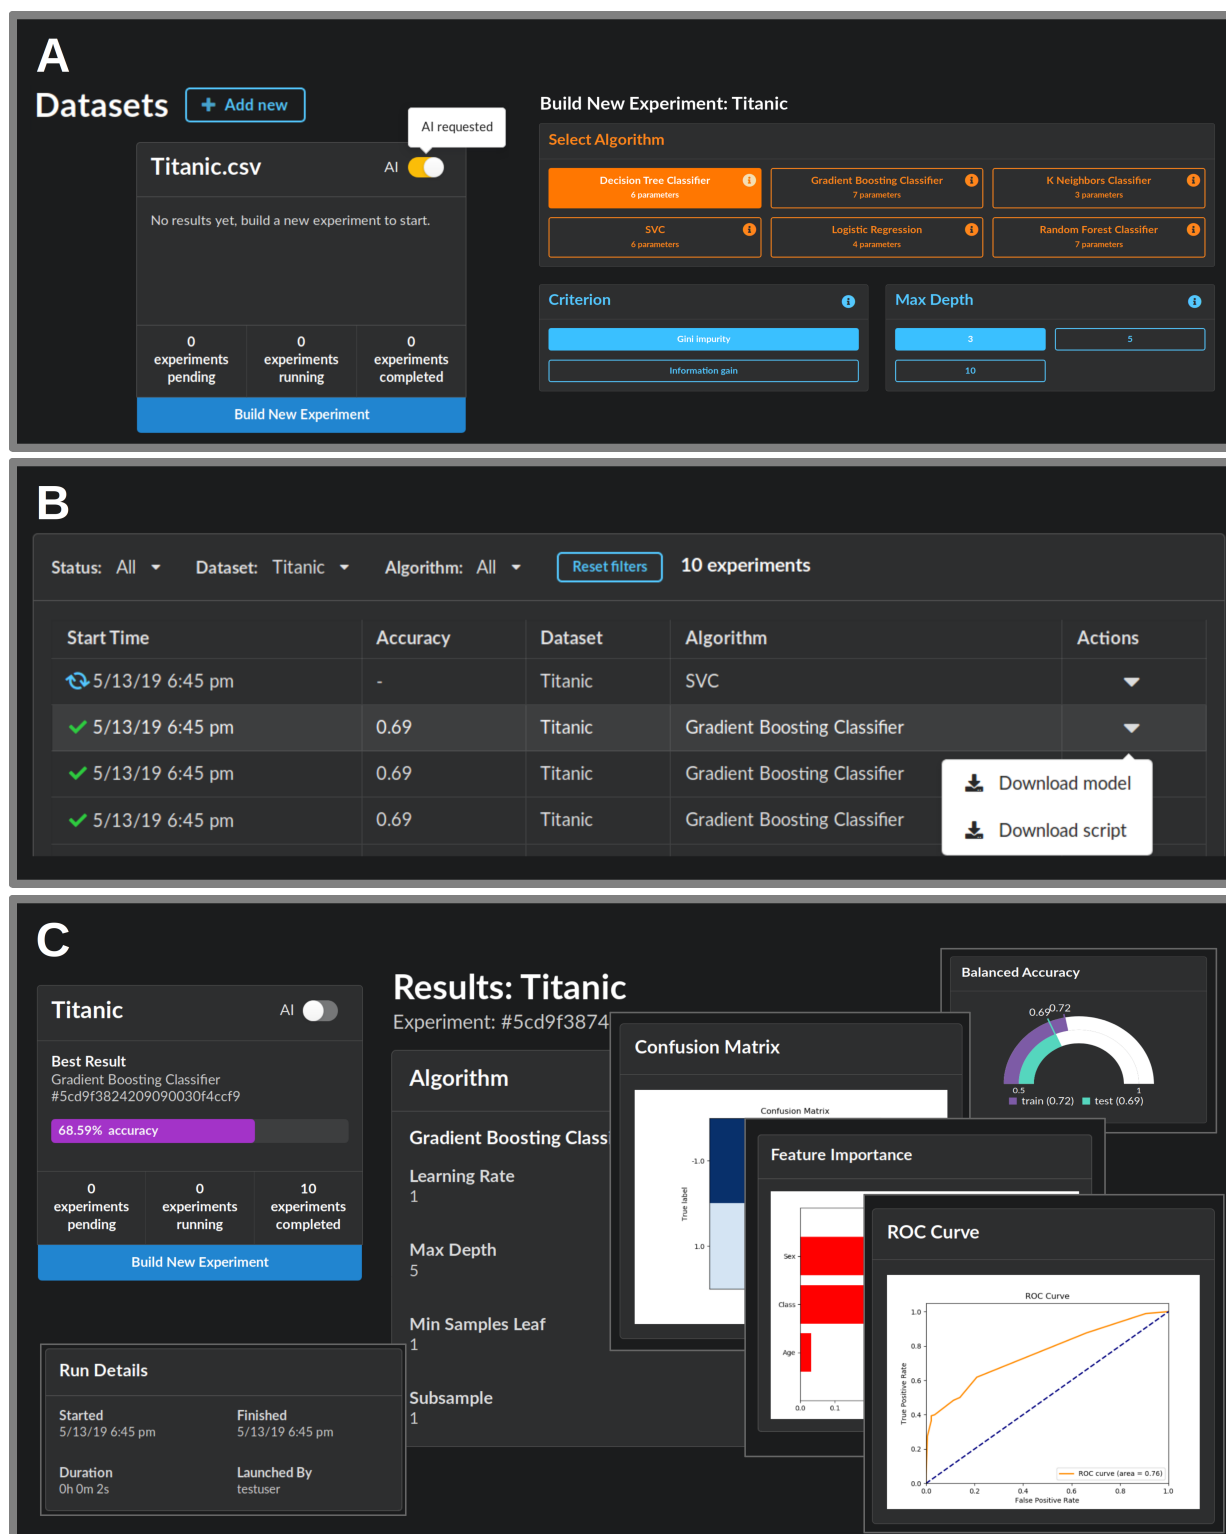 A
Datasets
Add new
AI requested
Titanic.csv
AI
No results yet, build a new experiment to start.
0 experiments pending
0 experiments running
0 experiments completed
Build New Experiment
Build New Experiment: Titanic
Select Algorithm
Decision Tree Classifier
6 parameters
Gradient Boosting Classifier
7 parameters
K Neighbors Classifier
3 parameters
SVC
6 parameters
Logistic Regression
4 parameters
Random Forest Classifier
7 parameters
Criterion
Gini impurity
Information gain
Max Depth
3
5
10
B
Status: All Dataset: Titanic Algorithm: All Reset filters 10 experiments
Start Time Accuracy Dataset Algorithm Actions
5/13/19 6:45 pm - Titanic SVC
5/13/19 6:45 pm 0.69 Titanic Gradient Boosting Classifier
5/13/19 6:45 pm 0.69 Titanic Gradient Boosting Classifier
5/13/19 6:45 pm 0.69 Titanic Gradient Boosting Classifier
Download model
Download script
C
Titanic
AI
Best Result
Gradient Boosting Classifier
#5cd9f3824209090030f4ccf9
68.59% accuracy
0 experiments pending
0 experiments running
10 experiments completed
Build New Experiment
Run Details
Started
5/13/19 6:45 pm
Finished
5/13/19 6:45 pm
Duration
0h 0m 2s
Launched By
testuser
Results: Titanic
Experiment: #5cd9f3874
Algorithm
Gradient Boosting Classi
Learning Rate
1
Max Depth
5
Min Samples Leaf
1
Subsample
1
Confusion Matrix
Confusion Matrix
True label
-1.0
1.0
Balanced Accuracy
0.69
0.72
0.5
1
train (0.72) test (0.69)
Feature Importance
Sex
Class
Age
0.0 0.1
ROC Curve
ROC Curve
True Positive Rate
1.0
0.8
0.6
0.4
0.2
0.0
0.0 0.2 0.4 0.6 0.8 1.0
False Positive Rate
ROC curve (area = 0.76)